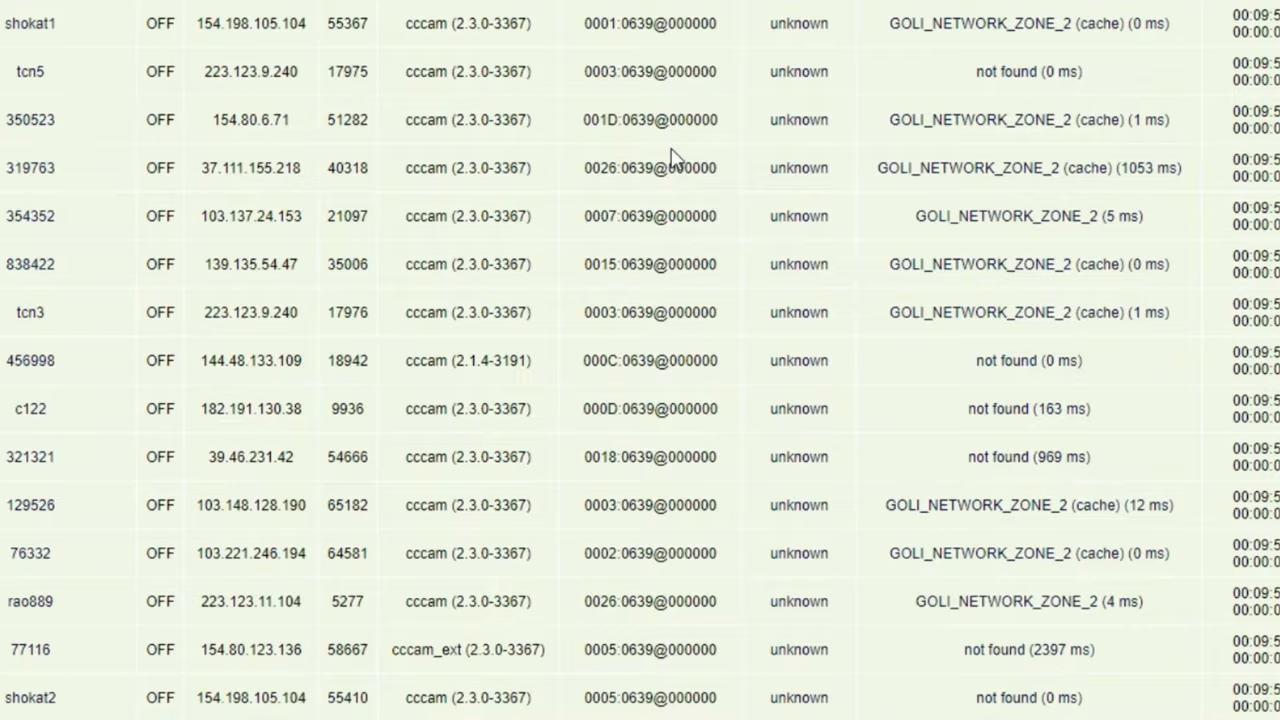 shokat1 OFF 154.198.105.104 55367 cccam (2.3.0-3367) 0001:0639@000000 unknown GOLI_NETWORK_ZONE_2 (cache) (0 ms) 00:09:5
00:00:0
tcn5 OFF 223.123.9.240 17975 cccam (2.3.0-3367) 0003:0639@000000 unknown not found (0 ms) 00:09:5
00:00:0
350523 OFF 154.80.6.71 51282 cccam (2.3.0-3367) 001D:0639@000000 unknown GOLI_NETWORK_ZONE_2 (cache) (1 ms) 00:09:5
00:00:0
319763 OFF 37.111.155.218 40318 cccam (2.3.0-3367) 0026:0639@000000 unknown GOLI_NETWORK_ZONE_2 (cache) (1053 ms) 00:09:5
00:00:0
354352 OFF 103.137.24.153 21097 cccam (2.3.0-3367) 0007:0639@000000 unknown GOLI_NETWORK_ZONE_2 (5 ms) 00:09:5
00:00:0
838422 OFF 139.135.54.47 35006 cccam (2.3.0-3367) 0015:0639@000000 unknown GOLI_NETWORK_ZONE_2 (cache) (0 ms) 00:09:5
00:00:0
tcn3 OFF 223.123.9.240 17976 cccam (2.3.0-3367) 0003:0639@000000 unknown GOLI_NETWORK_ZONE_2 (cache) (1 ms) 00:09:5
00:00:0
456998 OFF 144.48.133.109 18942 cccam (2.1.4-3191) 000C:0639@000000 unknown not found (0 ms) 00:09:5
00:00:0
c122 OFF 182.191.130.38 9936 cccam (2.3.0-3367) 000D:0639@000000 unknown not found (163 ms) 00:09:5
00:00:0
321321 OFF 39.46.231.42 54666 cccam (2.3.0-3367) 0018:0639@000000 unknown not found (969 ms) 00:09:5
00:00:0
129526 OFF 103.148.128.190 65182 cccam (2.3.0-3367) 0003:0639@000000 unknown GOLI_NETWORK_ZONE_2 (cache) (12 ms) 00:09:5
00:00:0
76332 OFF 103.221.246.194 64581 cccam (2.3.0-3367) 0002:0639@000000 unknown GOLI_NETWORK_ZONE_2 (cache) (0 ms) 00:09:5
00:00:0
rao889 OFF 223.123.11.104 5277 cccam (2.3.0-3367) 0026:0639@000000 unknown GOLI_NETWORK_ZONE_2 (4 ms) 00:09:5
00:00:0
77116 OFF 154.80.123.136 58667 cccam_ext (2.3.0-3367) 0005:0639@000000 unknown not found (2397 ms) 00:09:5
00:00:0
shokat2 OFF 154.198.105.104 55410 cccam (2.3.0-3367) 0005:0639@000000 unknown not found (0 ms) 00:09:5
00:00:0